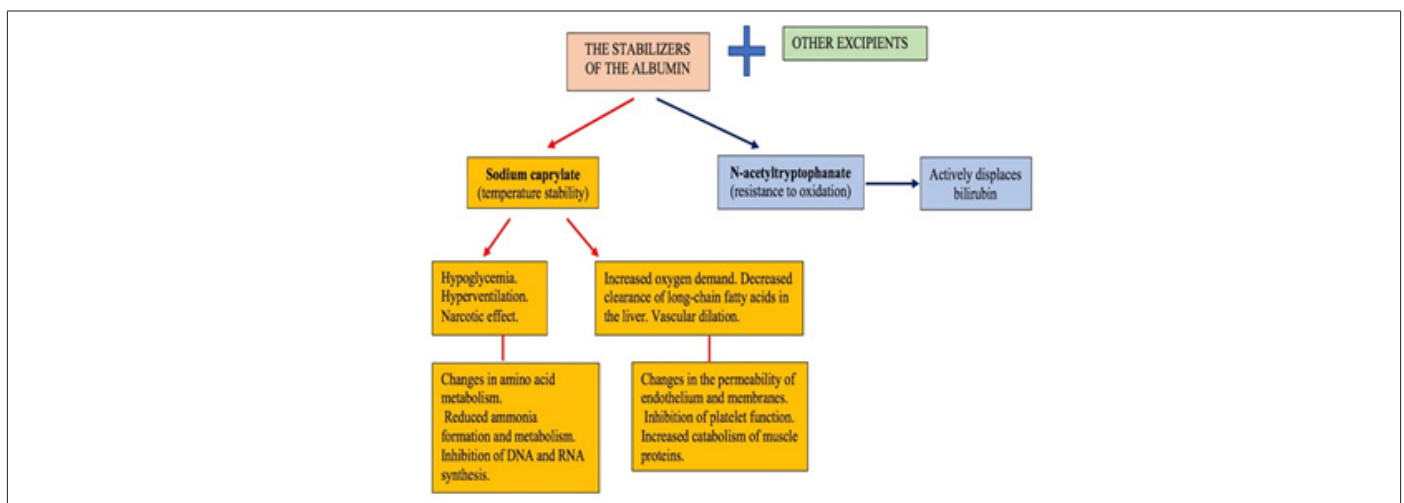 THE STABILIZERS
OF THE ALBUMIN
OTHER EXCIPIENTS
Sodium caprylate
(temperature stability)
N-acetyltryptophanate
(resistance to oxidation)
Actively displaces
bilirubin
Hypoglycemia.
Hyperventilation.
Narcotic effect.
Increased oxygen demand. Decreased
clearance of long-chain fatty acids in
the liver. Vascular dilation.
Changes in amino acid
metabolism.
Reduced ammonia
formation and metabolism.
Inhibition of DNA and RNA
synthesis.
Changes in the permeability of
endothelium and membranes.
Inhibition of platelet function.
Increased catabolism of muscle
proteins.